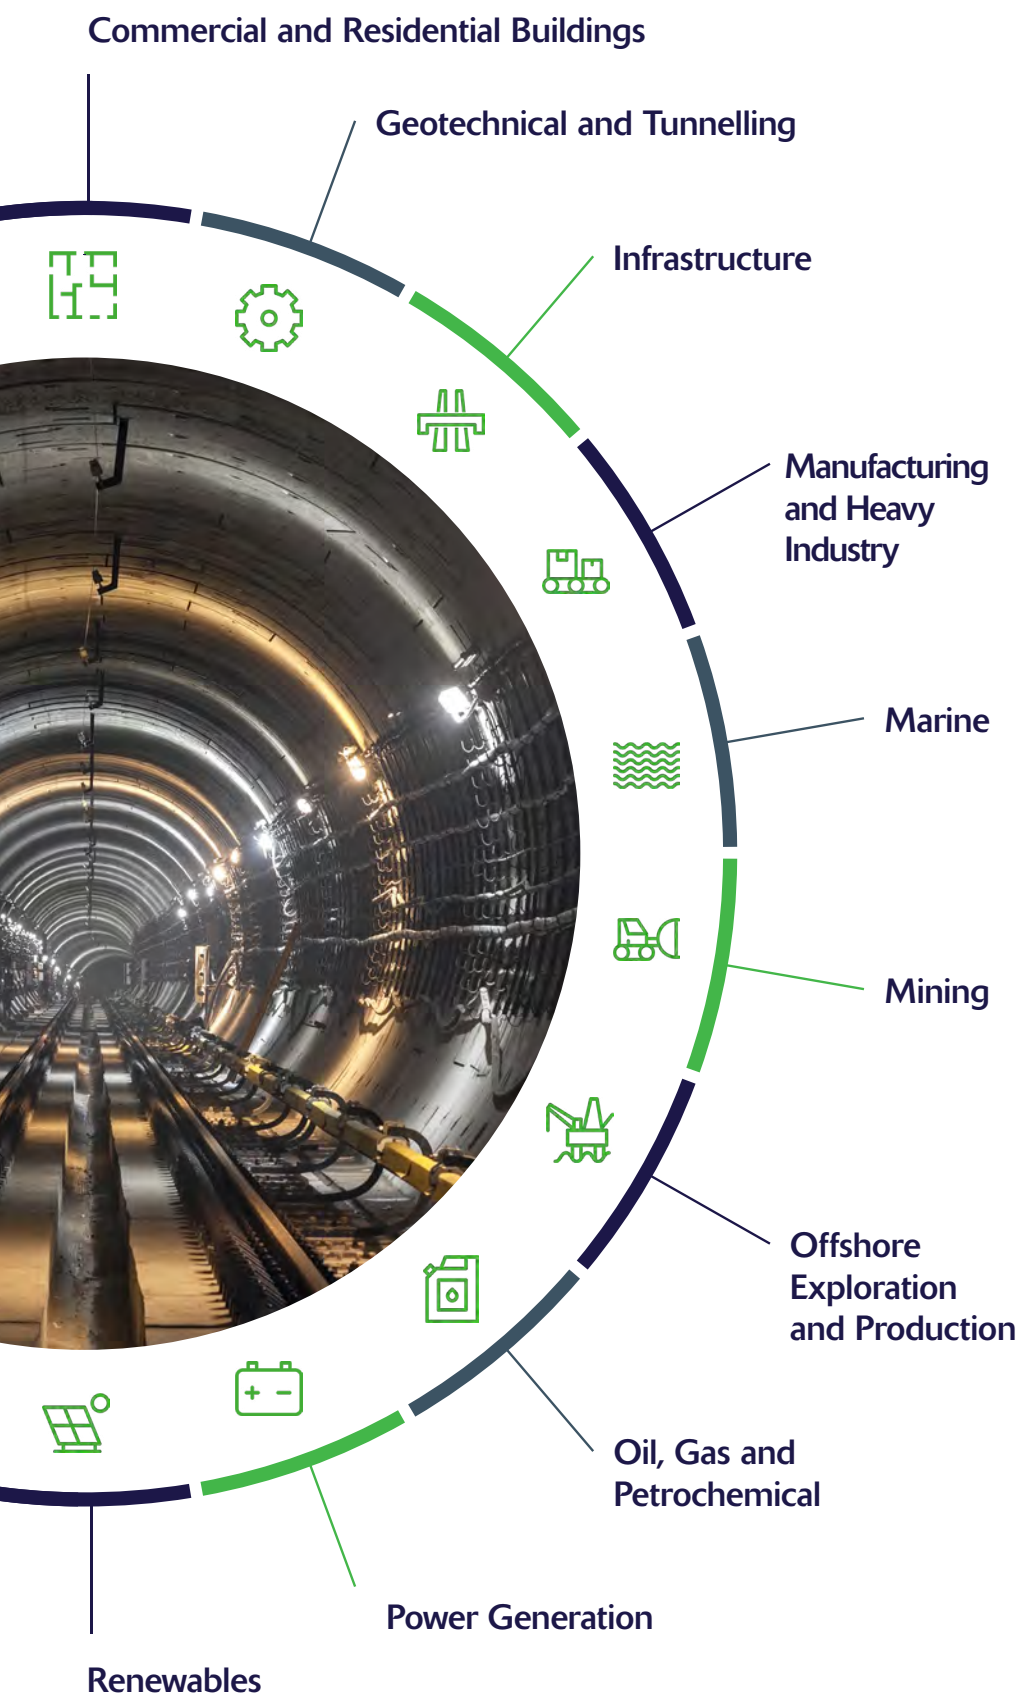 Commercial and Residential Buildings
Geotechnical and Tunnelling
Infrastructure
Manufacturing
and Heavy
Industry
Marine
Mining
Offshore
Exploration
and Production
Oil, Gas and
Petrochemical
Power Generation
Renewables